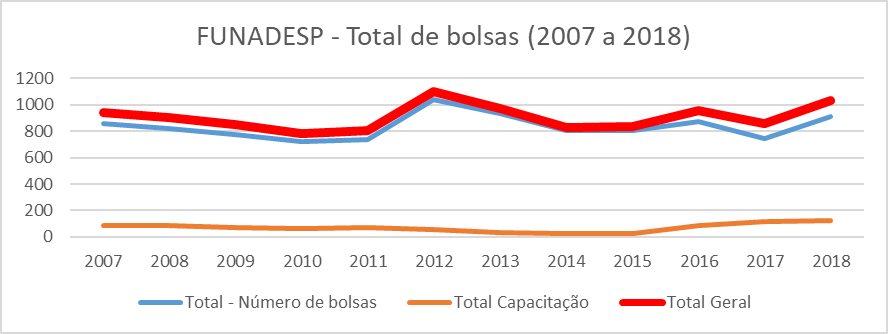 FUNADESP - Total de bolsas (2007 a 2018)
1200
1000
800
600
400
200
0
2007 2008 2009 2010 2011 2012 2013 2014 2015 2016 2017 2018
Total - Número de bolsas Total Capacitação Total Geral